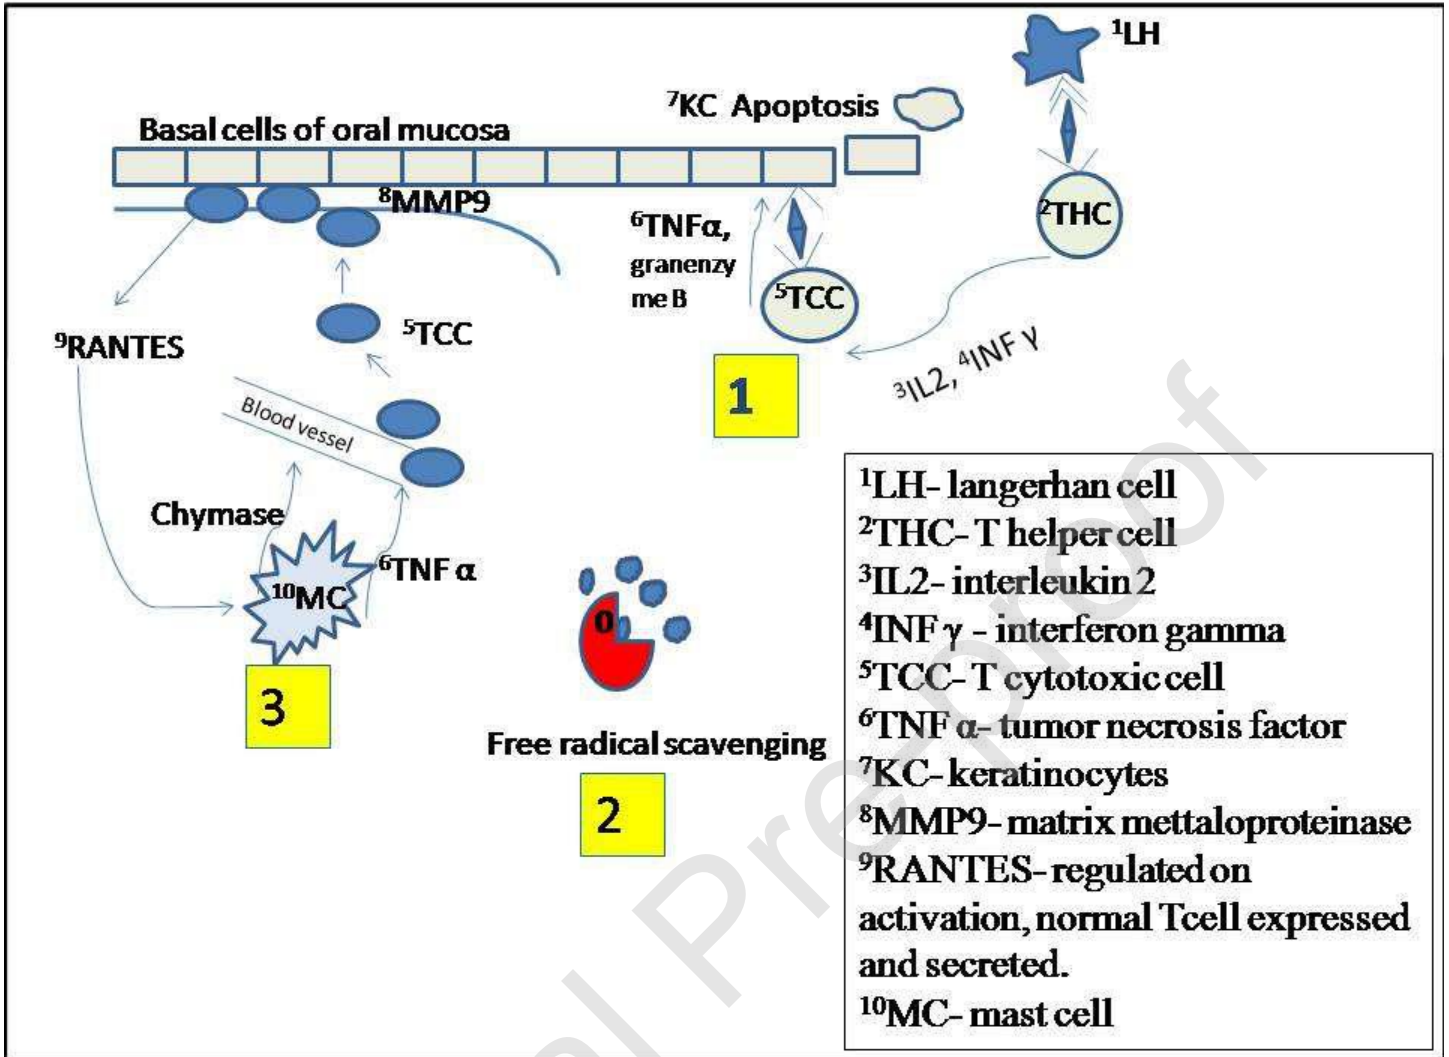 ¹LH
⁷KC Apoptosis
Basal cells of oral mucosa
⁸MMP9
²THC
⁶TNFα,
granenzy
me B
⁵TCC
⁹RANTES
⁵TCC
³IL2, ⁴INF γ
1
Blood vessel
Chymase
⁶TNF α
¹⁰MC
3
0
Free radical scavenging
2
¹LH- langerhan cell
²THC- T helper cell
³IL2- interleukin 2
⁴INF γ - interferon gamma
⁵TCC- T cytotoxic cell
⁶TNF α- tumor necrosis factor
⁷KC- keratinocytes
⁸MMP9- matrix mettaloproteinase
⁹RANTES- regulated on
activation, normal Tcell expressed
and secreted.
¹⁰MC- mast cell
l Pre-proof